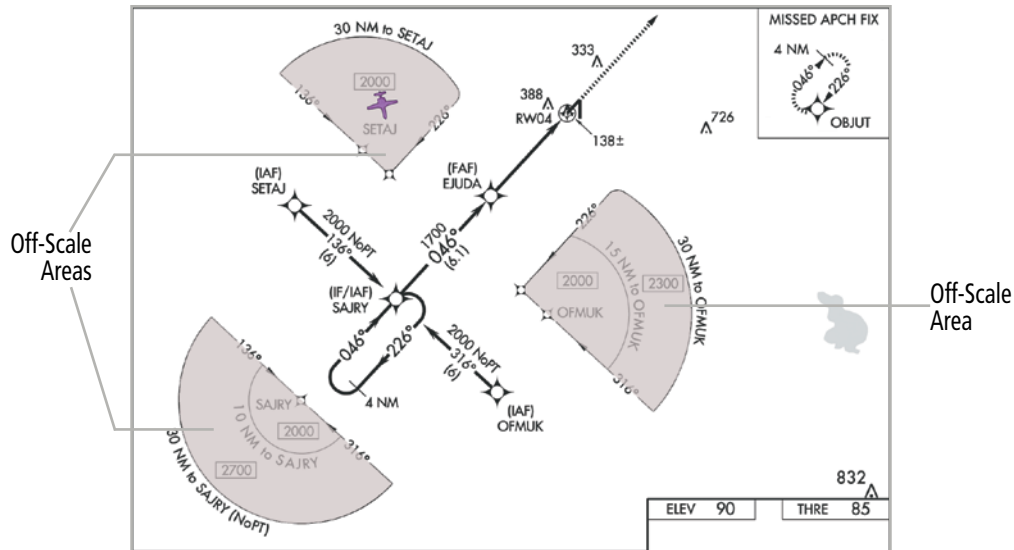 30 NM to SETAJ
2000
SETAJ
136°
226°
MISSED APCH FIX
4 NM
046°
226°
OBJUT
333
388
RW04
138±
726
(IAF)
SETAJ
2000 NoPT
136°
(6)
(FAF)
EJUDA
1700
046°
(6.1)
Off-Scale
Areas
(IF/IAF)
SAJRY
046°
226°
4 NM
2000 NoPT
316°
(6)
(IAF)
OFMUK
226°
2000
OFMUK
15 NM to OFMUK
2300
30 NM to OFMUK
316°
Off-Scale
Area
136°
SAJRY
2000
10 NM to SAJRY
316°
2700
30 NM to SAJRY (NoPT)
832
ELEV 90
THRE 85